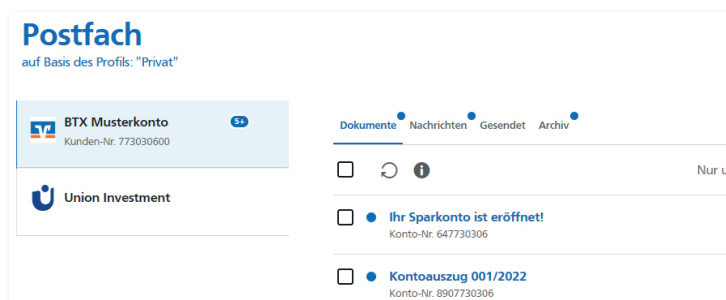 Postfach
auf Basis des Profils: "Privat"
BTX Musterkonto 5+
Kunden-Nr. 773030600
Union Investment
Dokumente Nachrichten Gesendet Archiv
Nur
Ihr Sparkonto ist eröffnet!
Konto-Nr. 647730306
Kontoauszug 001/2022
Konto-Nr. 8907730306